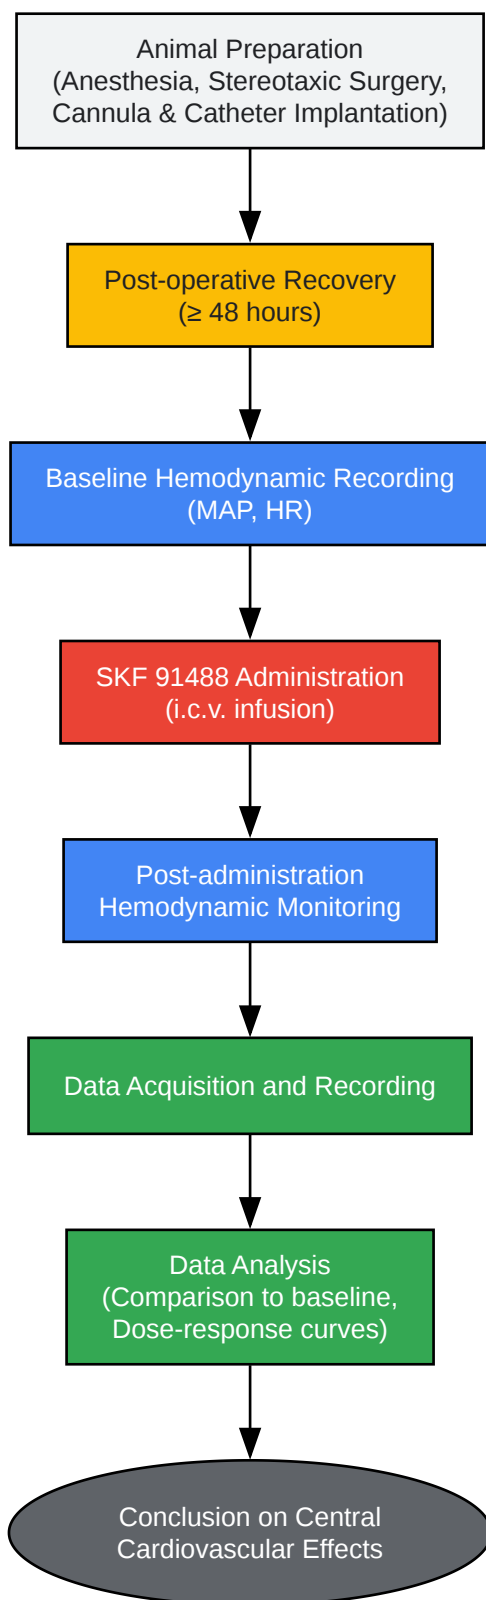 Animal Preparation
(Anesthesia, Stereotaxic Surgery,
Cannula & Catheter Implantation)
Post-operative Recovery
(≥ 48 hours)
Baseline Hemodynamic Recording
(MAP, HR)
SKF 91488 Administration
(i.c.v. infusion)
Post-administration
Hemodynamic Monitoring
Data Acquisition and Recording
Data Analysis
(Comparison to baseline,
Dose-response curves)
Conclusion on Central
Cardiovascular Effects